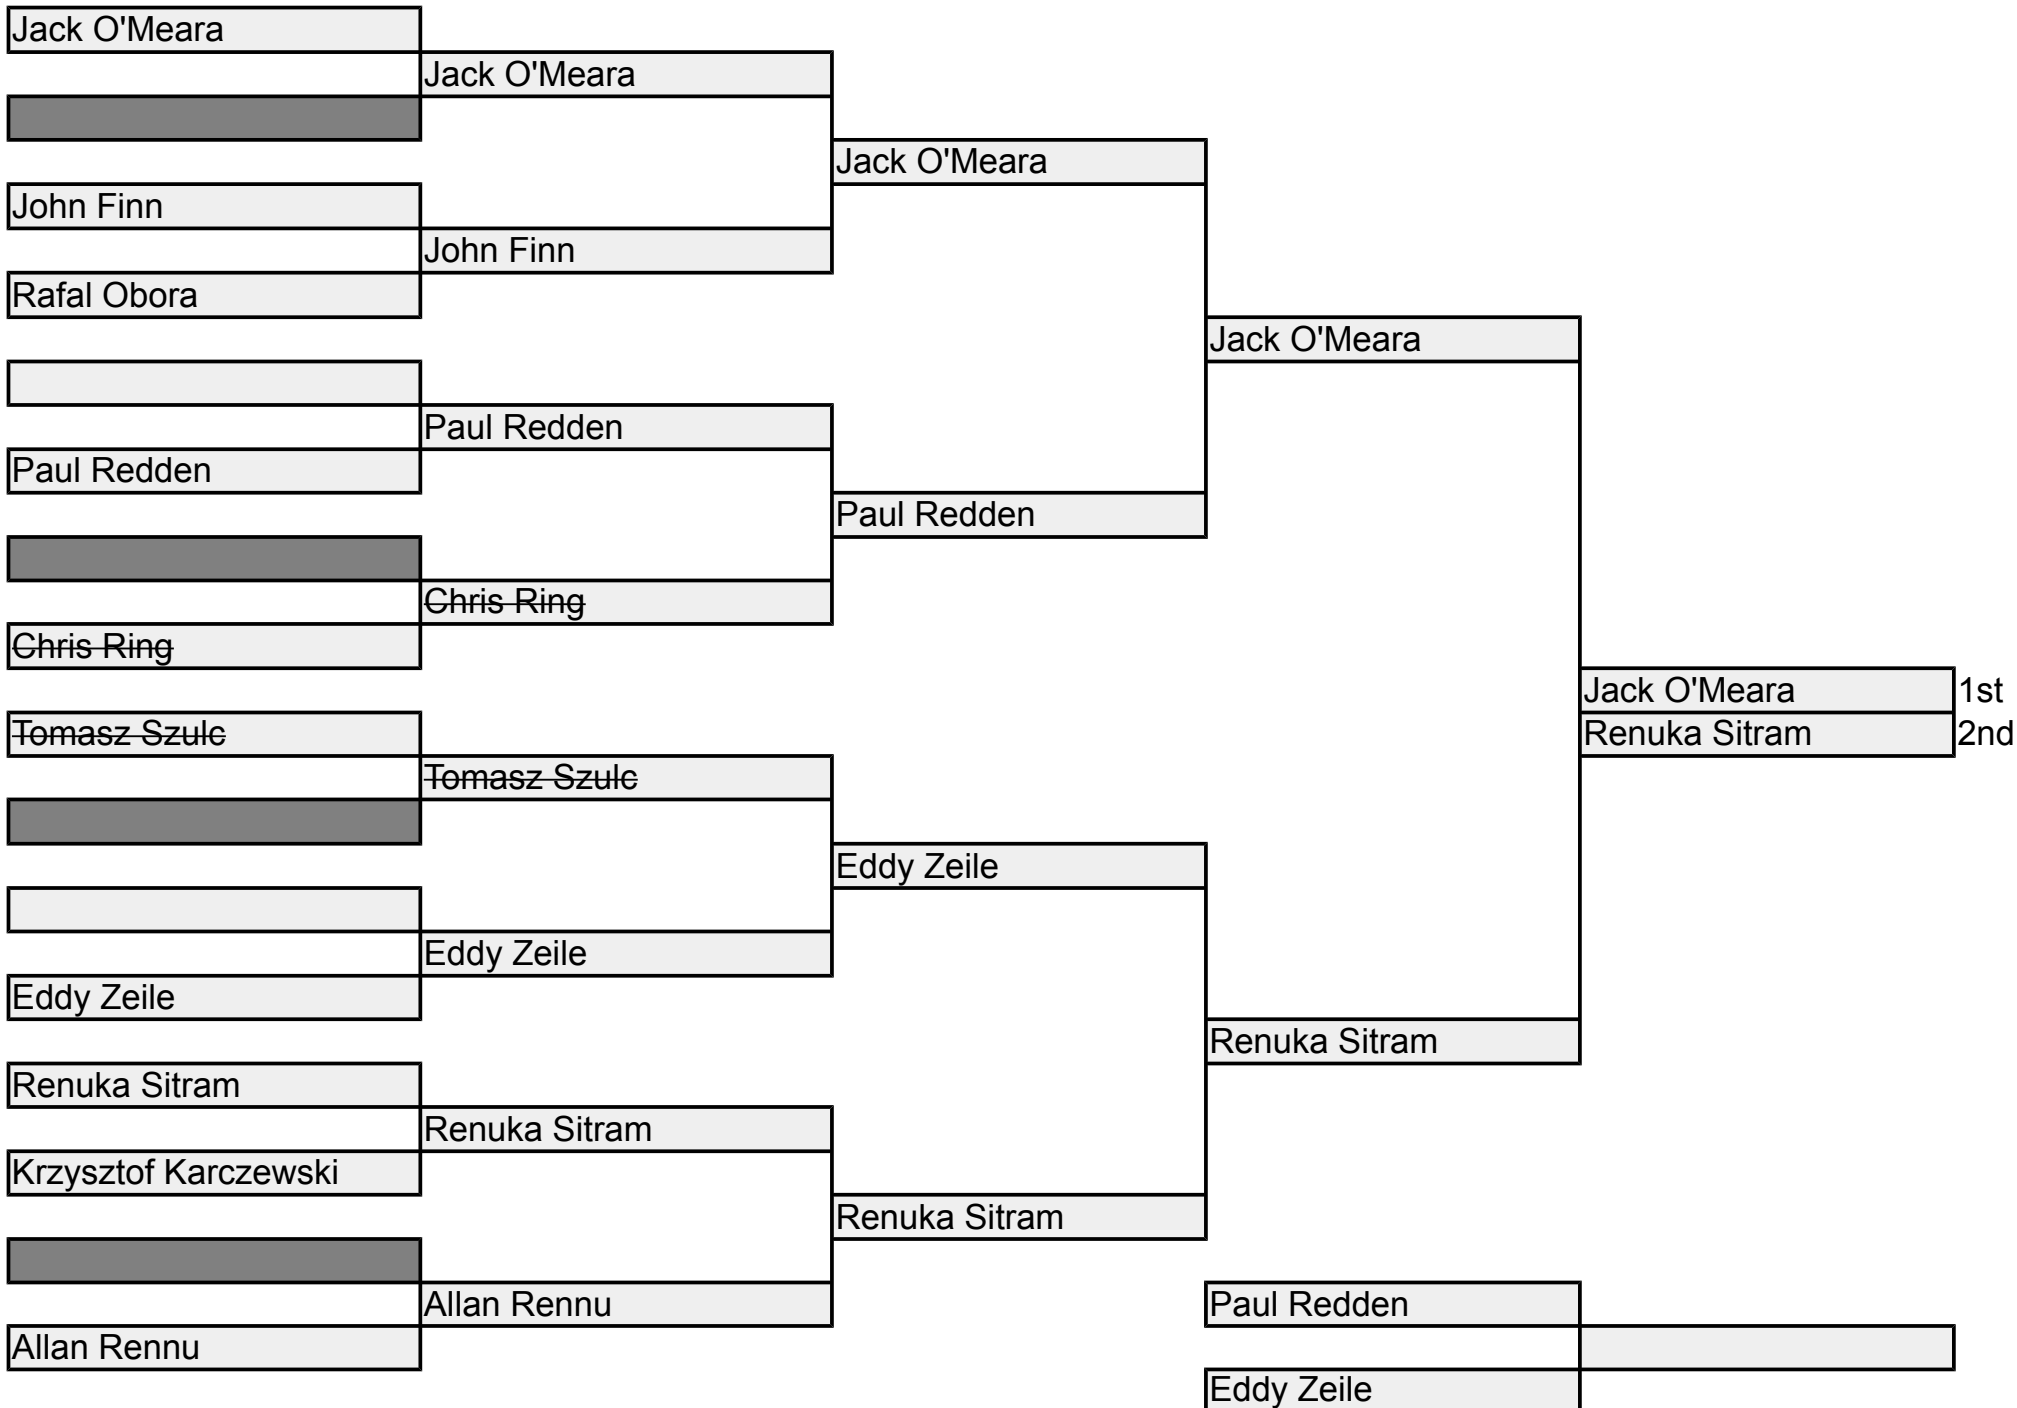 Jack O'Meara
Jack O'Meara
Jack O'Meara
John Finn
John Finn
Rafal Obora
Jack O'Meara
Paul Redden
Paul Redden
Paul Redden
Chris Ring
Chris Ring
Jack O'Meara 1st
Tomasz Szulc
Renuka Sitram 2nd
Tomasz Szulc
Eddy Zeile
Eddy Zeile
Eddy Zeile
Renuka Sitram
Renuka Sitram
Renuka Sitram
Krzysztof Karczewski
Renuka Sitram
Allan Rennu
Paul Redden
Allan Rennu
Eddy Zeile